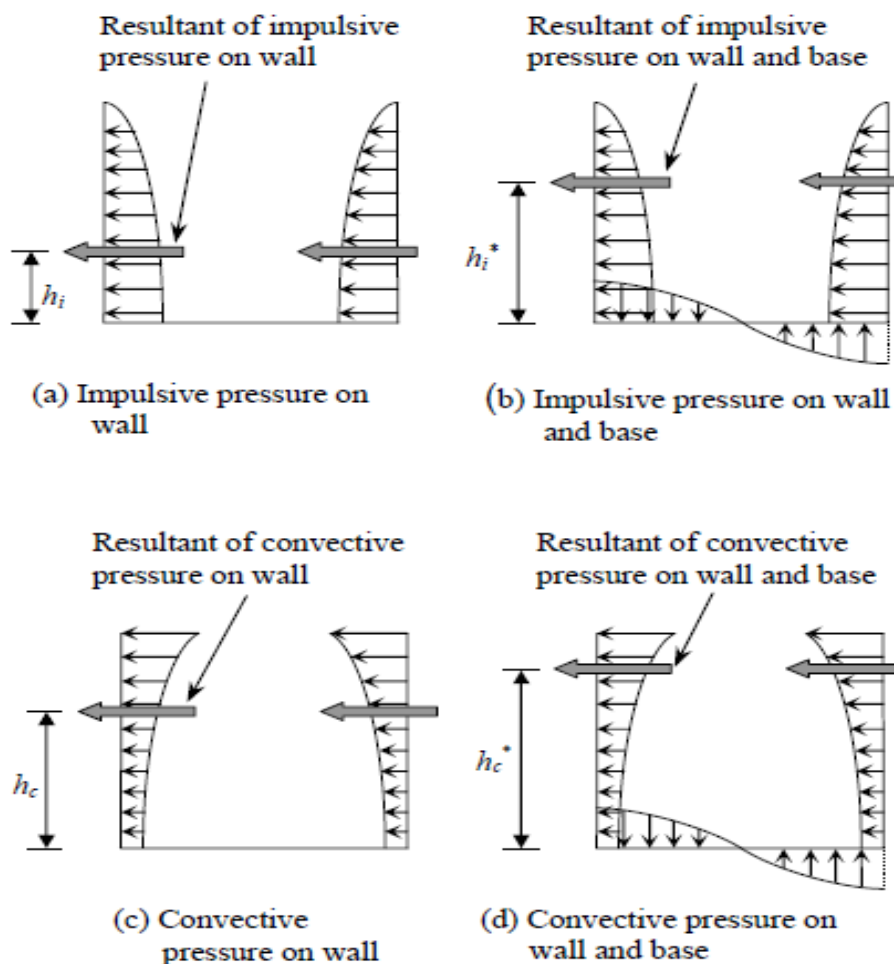 Resultant of impulsive
pressure on wall
Resultant of impulsive
pressure on wall and base
h_i
h_i*
(a) Impulsive pressure on
wall
(b) Impulsive pressure on wall
and base
Resultant of convective
pressure on wall
Resultant of convective
pressure on wall and base
h_c
h_c*
(c) Convective
pressure on wall
(d) Convective pressure on
wall and base